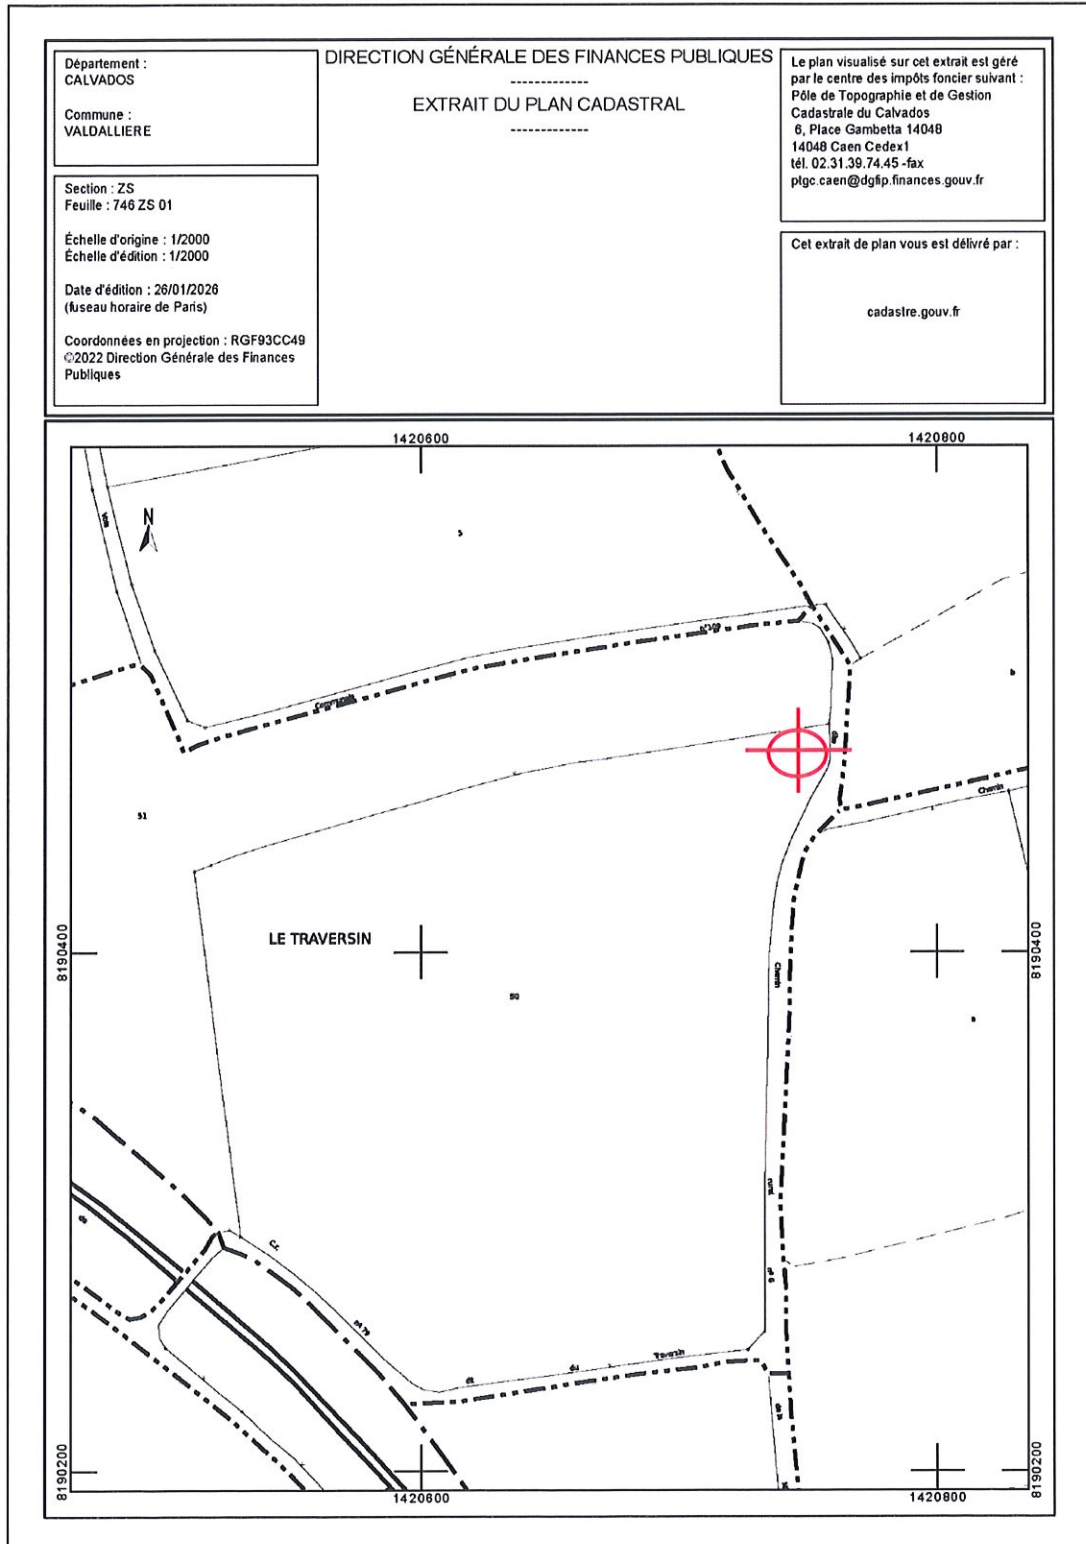 Département :
CALVADOS
Commune :
VALDALLIERE
Section : ZS
Feuille : 746 ZS 01
Échelle d'origine : 1/2000
Échelle d'édition : 1/2000
Date d'édition : 26/01/2026
(fuseau horaire de Paris)
Coordonnées en projection : RGF93CC49
©2022 Direction Générale des Finances
Publiques
DIRECTION GÉNÉRALE DES FINANCES PUBLIQUES
-------------
EXTRAIT DU PLAN CADASTRAL
-------------
Le plan visualisé sur cet extrait est géré
par le centre des impôts foncier suivant :
Pôle de Topographie et de Gestion
Cadastrale du Calvados
6, Place Gambetta 14048
14048 Caen Cedex1
tél. 02.31.39.74.45 -fax
ptgc.caen@dgfip.finances.gouv.fr
Cet extrait de plan vous est délivré par :
cadastre.gouv.fr
1420600
1420800
N
Voie
Communale
n°109
Chemin
51
LE TRAVERSIN
50
8190400
8190400
Chemin
rural
n° 6
C.R.
dit
du
Traversin
de la
8190200
8190200
1420600
1420800